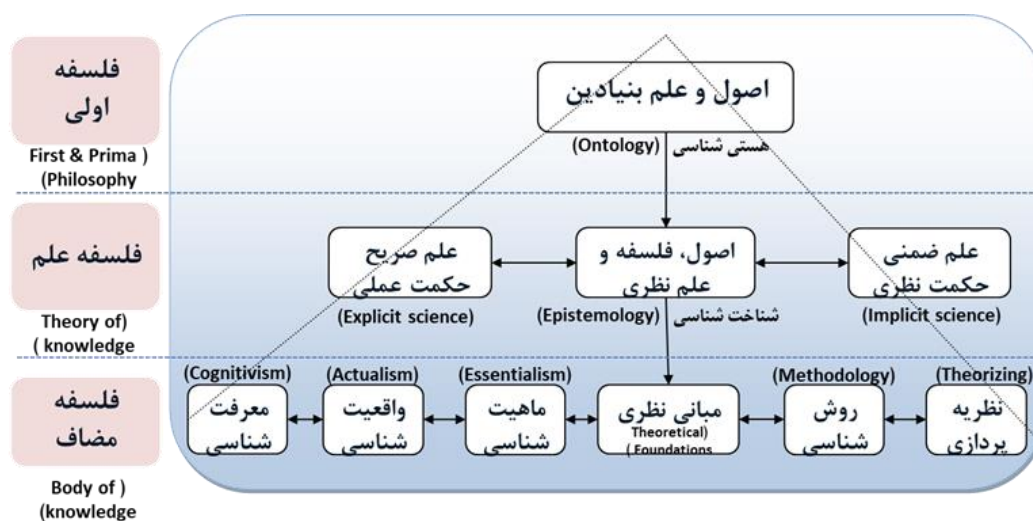 فلسفه
اولی
First & Prima )
(Philosophy
اصول و علم بنیادین
(Ontology) هستی شناسی
فلسفه علم
Theory of)
( knowledge
علم ضمنی
حکمت نظری
(Implicit science)
اصول، فلسفه و
علم نظری
(Epistemology) شناخت شناسی
علم صریح
حکمت عملی
(Explicit science)
فلسفه
مضاف
Body of )
(knowledge
(Theorizing)
نظریه
پردازی
(Methodology)
روش
شناسی
مبانی نظری
Theoretical)
( Foundations
(Essentialism)
ماهیت
شناسی
(Actualism)
واقعیت
شناسی
(Cognitivism)
معرفت
شناسی